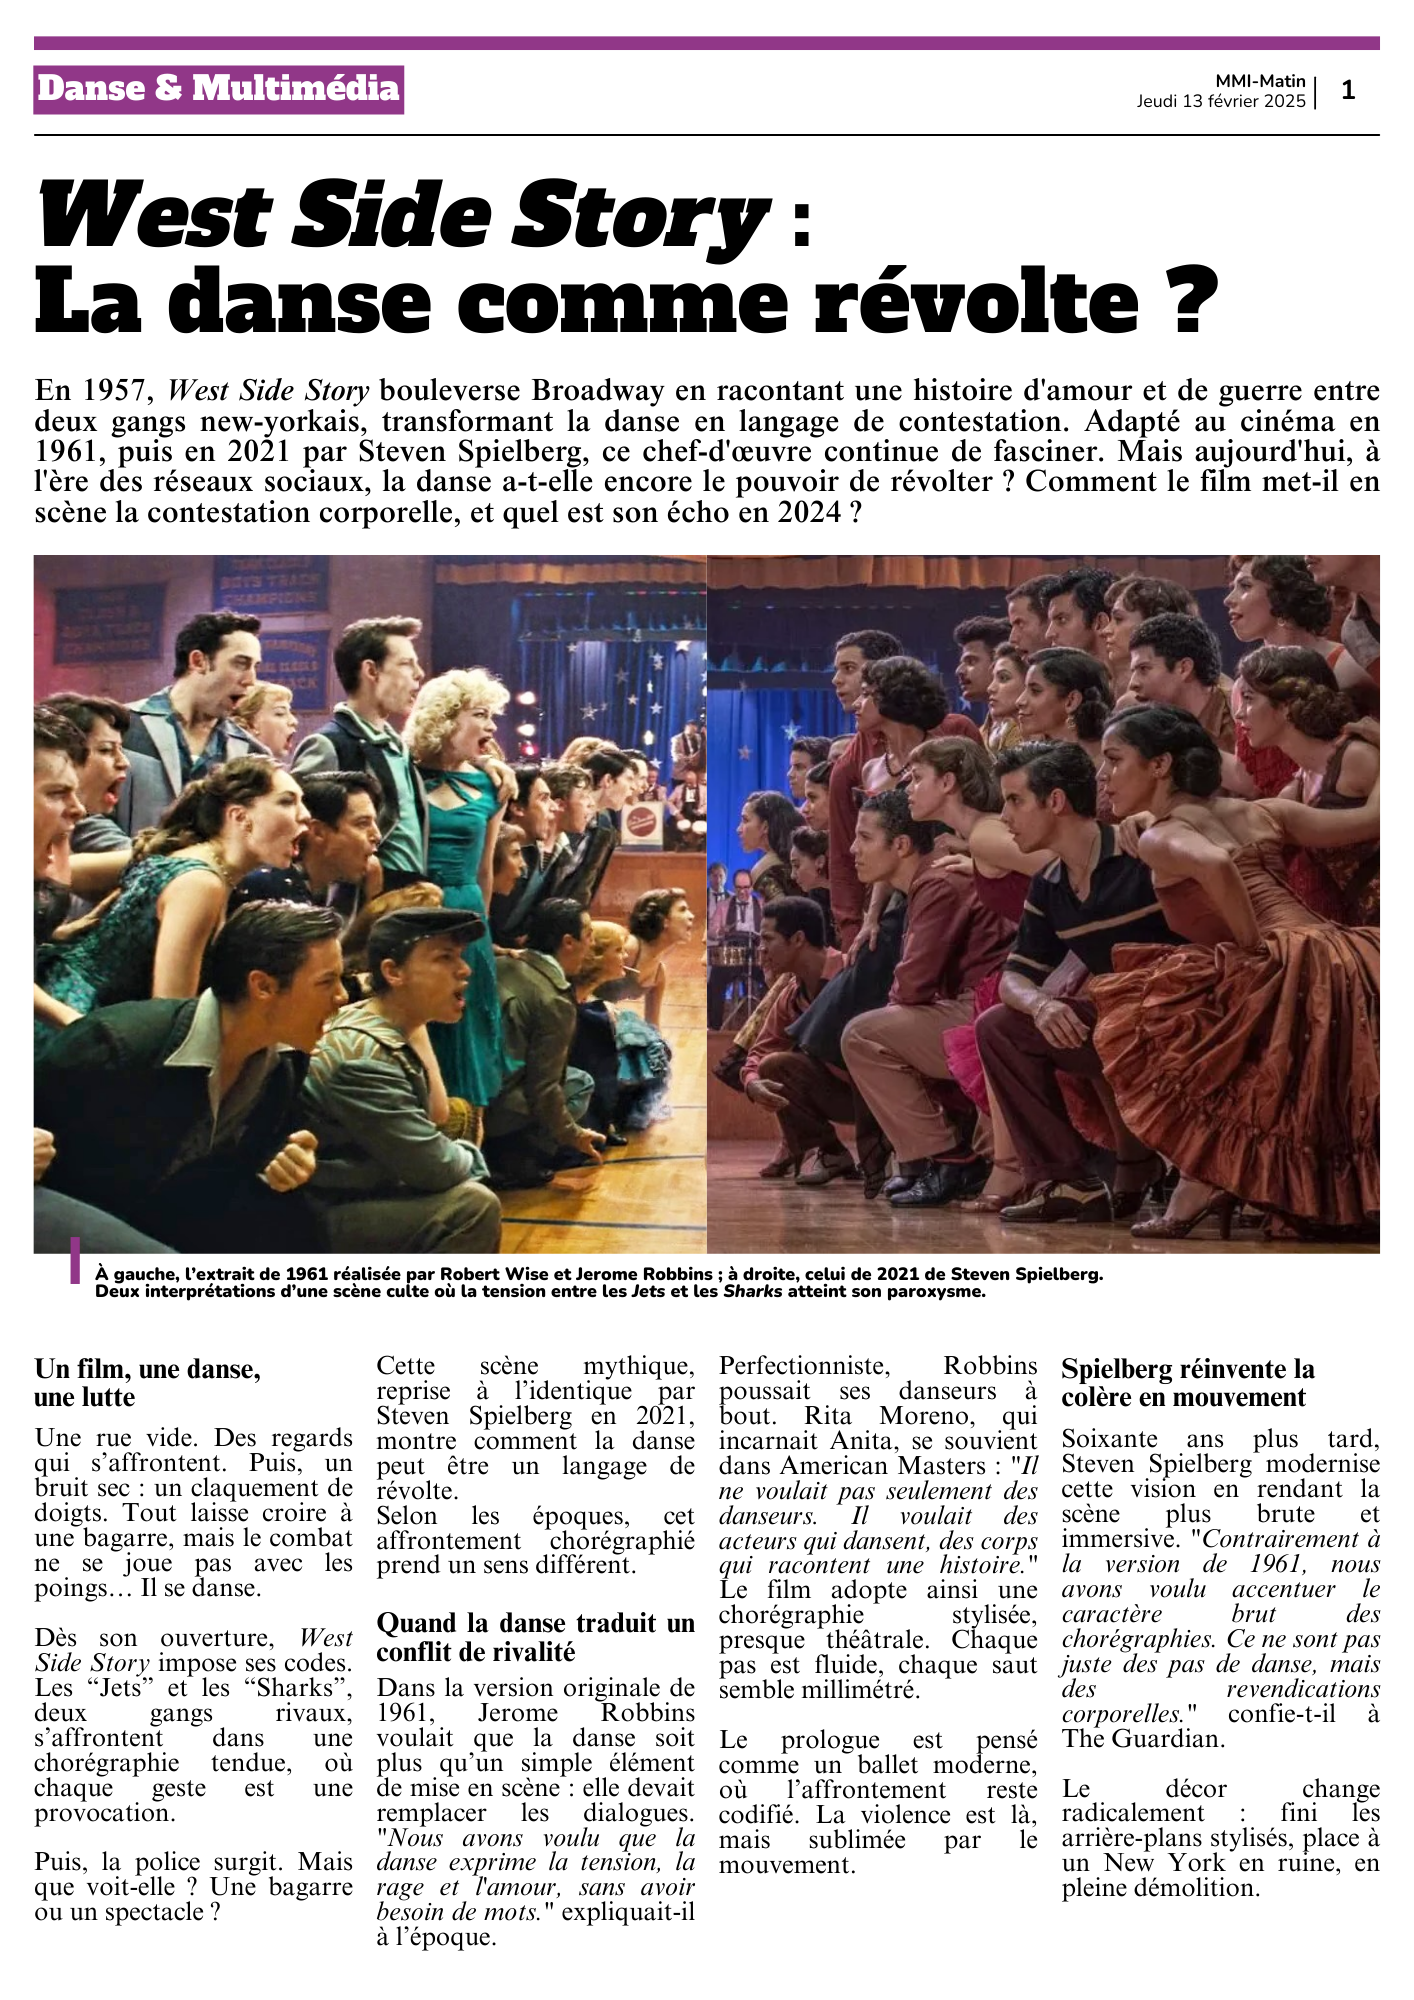 Danse & Multimédia
MMI-Matin
Jeudi 13 février 2025
1
West Side Story :
La danse comme révolte ?
En 1957, West Side Story bouleverse Broadway en racontant une histoire d'amour et de guerre entre
deux gangs new-yorkais, transformant la danse en langage de contestation. Adapté au cinéma en
1961, puis en 2021 par Steven Spielberg, ce chef-d'œuvre continue de fasciner. Mais aujourd'hui, à
l'ère des réseaux sociaux, la danse a-t-elle encore le pouvoir de révolter ? Comment le film met-il en
scène la contestation corporelle, et quel est son écho en 2024 ?
BOYS TRACK
CHAMPIONS
À gauche, l’extrait de 1961 réalisée par Robert Wise et Jerome Robbins ; à droite, celui de 2021 de Steven Spielberg.
Deux interprétations d’une scène culte où la tension entre les Jets et les Sharks atteint son paroxysme.
Un film, une danse,
une lutte
Une rue vide. Des regards
qui s’affrontent. Puis, un
bruit sec : un claquement de
doigts. Tout laisse croire à
une bagarre, mais le combat
ne se joue pas avec les
poings… Il se danse.
Dès son ouverture, West
Side Story impose ses codes.
Les “Jets” et les “Sharks”,
deux gangs rivaux,
s’affrontent dans une
chorégraphie tendue, où
chaque geste est une
provocation.
Puis, la police surgit. Mais
que voit-elle ? Une bagarre
ou un spectacle ?
Cette scène mythique,
reprise à l’identique par
Steven Spielberg en 2021,
montre comment la danse
peut être un langage de
révolte.
Selon les époques, cet
affrontement chorégraphié
prend un sens différent.
Quand la danse traduit un
conflit de rivalité
Dans la version originale de
1961, Jerome Robbins
voulait que la danse soit
plus qu’un simple élément
de mise en scène : elle devait
remplacer les dialogues.
"Nous avons voulu que la
danse exprime la tension, la
rage et l'amour, sans avoir
besoin de mots." expliquait-il
à l’époque.
Perfectionniste, Robbins
poussait ses danseurs à
bout. Rita Moreno, qui
incarnait Anita, se souvient
dans American Masters : "Il
ne voulait pas seulement des
danseurs. Il voulait des
acteurs qui dansent, des corps
qui racontent une histoire."
Le film adopte ainsi une
chorégraphie stylisée,
presque théâtrale. Chaque
pas est fluide, chaque saut
semble millimétré.
Le prologue est pensé
comme un ballet moderne,
où l’affrontement reste
codifié. La violence est là,
mais sublimée par le
mouvement.
Spielberg réinvente la
colère en mouvement
Soixante ans plus tard,
Steven Spielberg modernise
cette vision en rendant la
scène plus brute et
immersive. "Contrairement à
la version de 1961, nous
avons voulu accentuer le
caractère brut des
chorégraphies. Ce ne sont pas
juste des pas de danse, mais
des revendications
corporelles." confie-t-il à
The Guardian.
Le décor change
radicalement : fini les
arrière-plans stylisés, place à
un New York en ruine, en
pleine démolition.